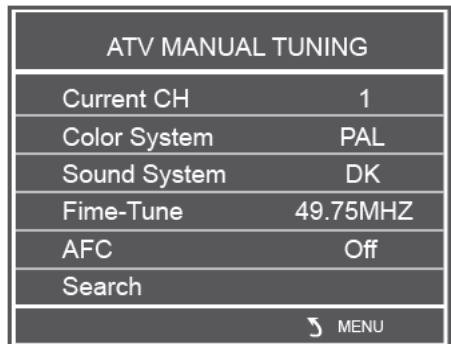 ATV MANUAL TUNING
Current CH 1
Color System PAL
Sound System DK
Fime-Tune 49.75MHZ
AFC Off
Search
MENU